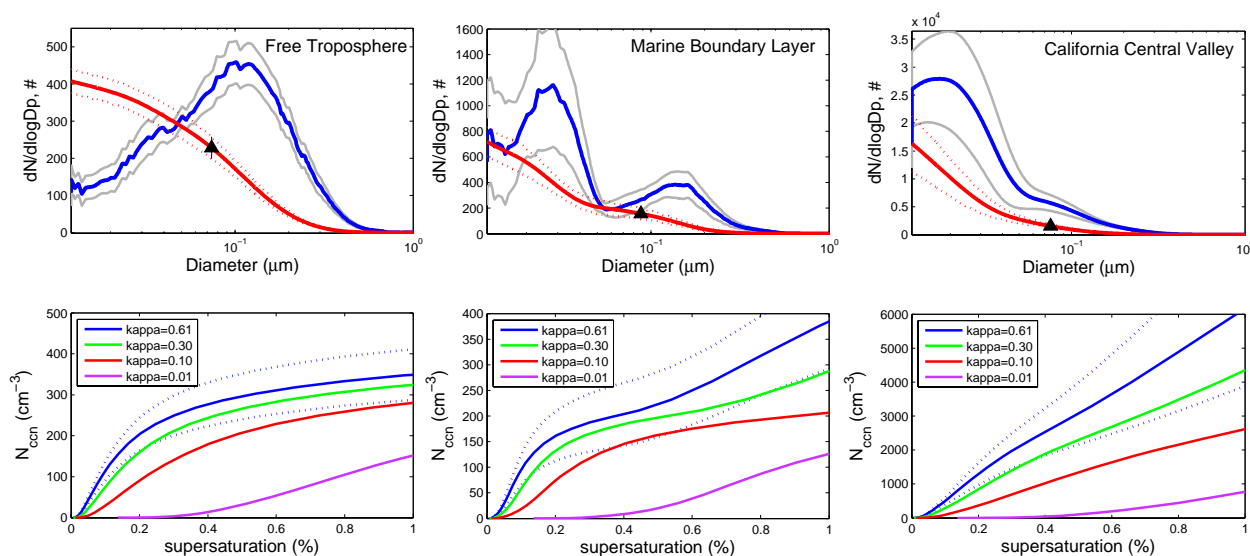 Free Troposphere
dN/dlogDp, #
500
400
300
200
100
0
10⁻¹
10⁰
Diameter (μm)
Marine Boundary Layer
dN/dlogDp, #
1600
1400
1200
1000
800
600
400
200
0
10⁻¹
10⁰
Diameter (μm)
x 10⁴
California Central Valley
dN/dlogDp, #
3.5
3
2.5
2
1.5
1
0.5
0
10⁻¹
10
Diameter (μm)
N_ccn (cm⁻³)
500
400
300
200
100
0
kappa=0.61
kappa=0.30
kappa=0.10
kappa=0.01
0 0.2 0.4 0.6 0.8 1
supersaturation (%)
N_ccn (cm⁻³)
400
350
300
250
200
150
100
50
0
kappa=0.61
kappa=0.30
kappa=0.10
kappa=0.01
0 0.2 0.4 0.6 0.8 1
supersaturation (%)
N_ccn (cm⁻³)
6000
5000
4000
3000
2000
1000
0
kappa=0.61
kappa=0.30
kappa=0.10
kappa=0.01
0 0.2 0.4 0.6 0.8 1
supersaturation (%)